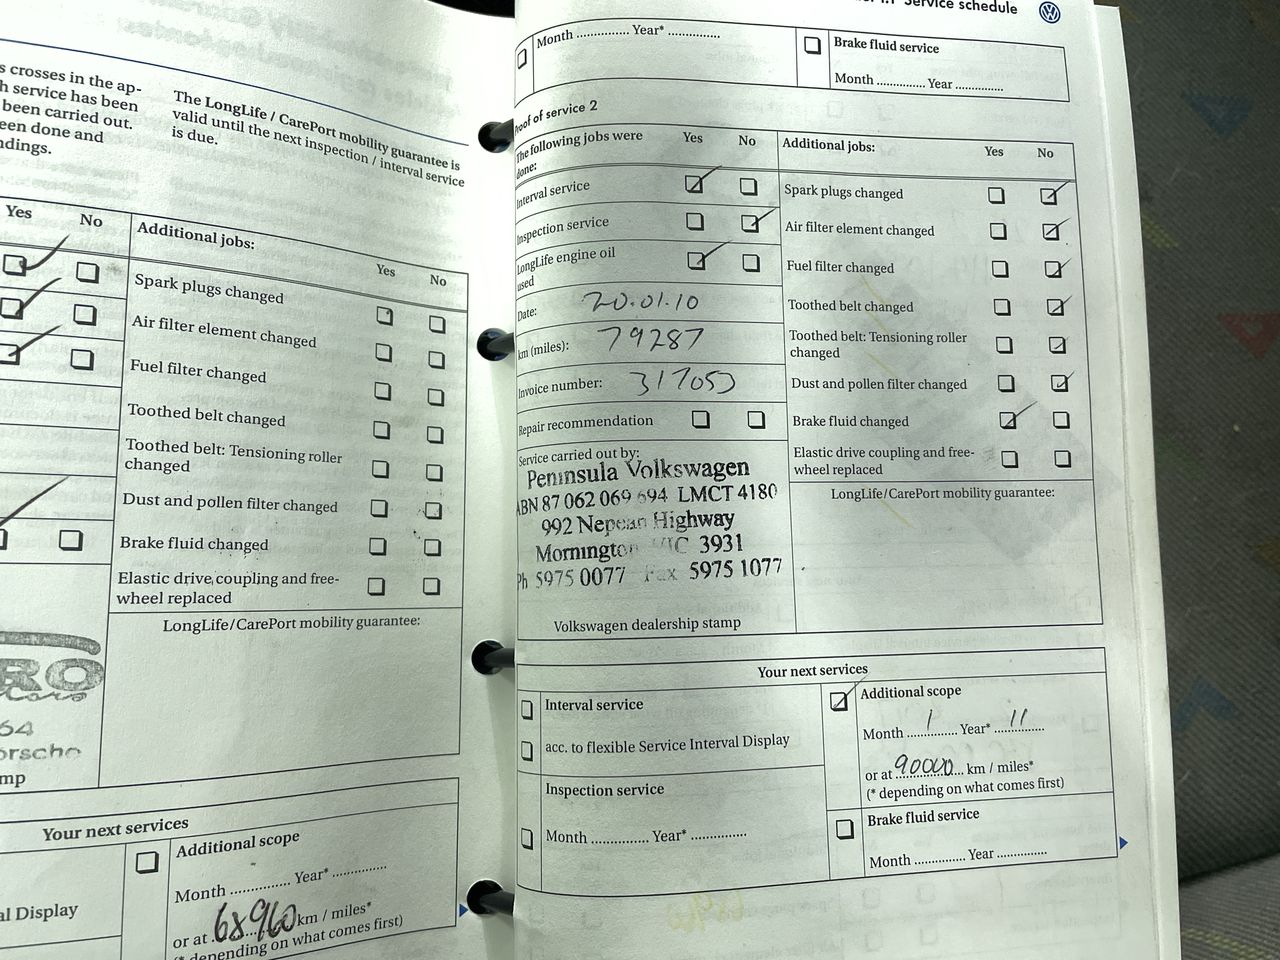 s crosses in the ap-
h service has been
been carried out.
een done and
ndings.
The LongLife / CarePort mobility guarantee is
valid until the next inspection / interval service
is due.
Yes No Additional jobs: Yes No
Spark plugs changed
Air filter element changed
Fuel filter changed
Toothed belt changed
Toothed belt: Tensioning roller
changed
Dust and pollen filter changed
Brake fluid changed
Elastic drive coupling and free-
wheel replaced
LongLife/CarePort mobility guarantee:
RO
64
orsche
mp
Your next services
al Display
Additional scope
Month .............. Year* ..............
or at 68960 km / miles*
(* depending on what comes first)
Service schedule
Month .............. Year* ..............
Brake fluid service
Month ............. Year .............
Proof of service 2
The following jobs were
done:
Yes No
Interval service
Inspection service
LongLife engine oil
used
Date: 20.01.10
km (miles): 79287
Invoice number: 317053
Repair recommendation
Service carried out by:
Peninsula Volkswagen
ABN 87 062 069 694 LMCT 4180
992 Nepean Highway
Mornington VIC 3931
Ph 5975 0077 Fax 5975 1077
Volkswagen dealership stamp
Additional jobs: Yes No
Spark plugs changed
Air filter element changed
Fuel filter changed
Toothed belt changed
Toothed belt: Tensioning roller
changed
Dust and pollen filter changed
Brake fluid changed
Elastic drive coupling and free-
wheel replaced
LongLife/CarePort mobility guarantee:
Your next services
Interval service
acc. to flexible Service Interval Display
Inspection service
Month ............. Year* ..............
Additional scope
Month 1 Year* 11
or at 90000 km / miles*
(* depending on what comes first)
Brake fluid service
Month ............. Year .............